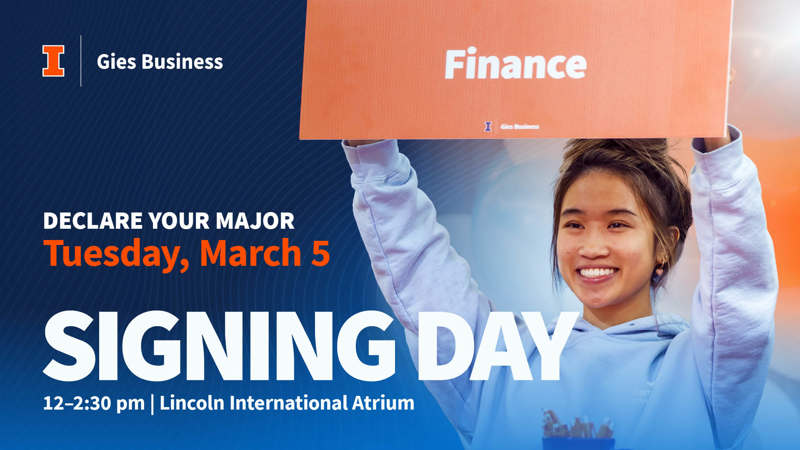 I
Gies Business
Finance
I Gies Business
DECLARE YOUR MAJOR
Tuesday, March 5
SIGNING DAY
12–2:30 pm | Lincoln International Atrium